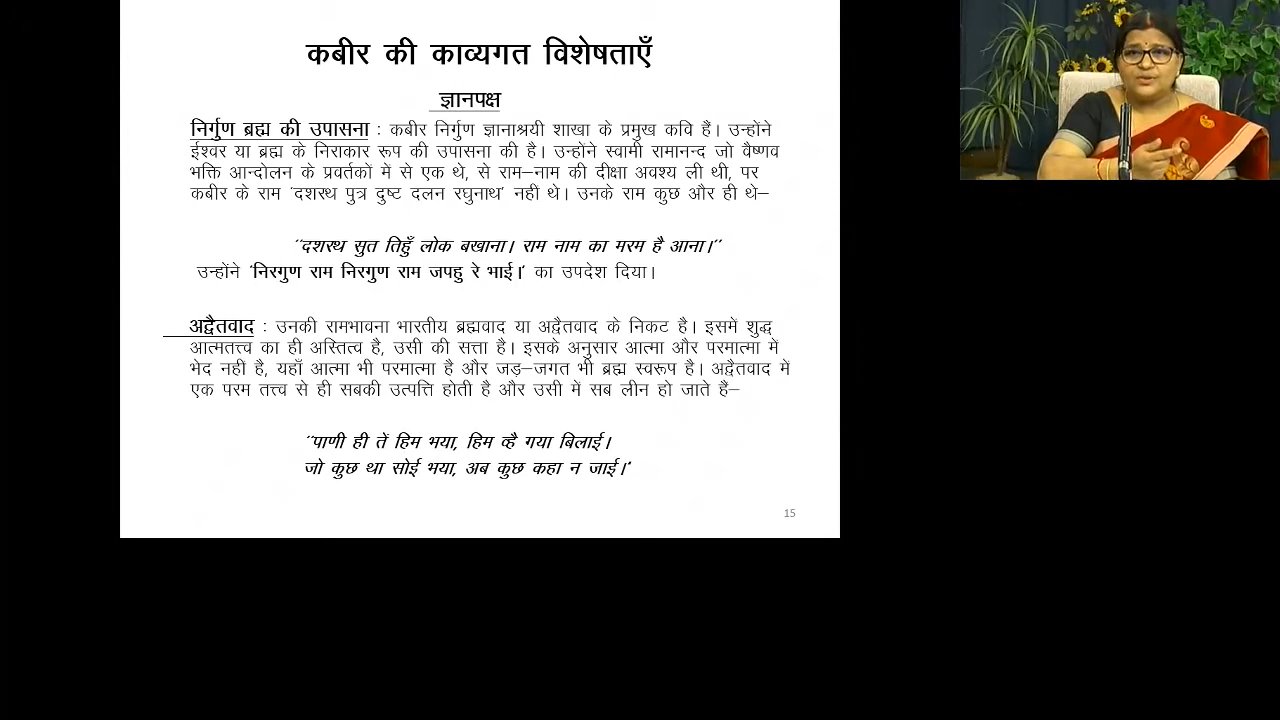 कबीर की काव्यगत विशेषताएँ
ज्ञानपक्ष
निर्गुण ब्रह्म की उपासना : कबीर निर्गुण ज्ञानाश्रयी शाखा के प्रमुख कवि हैं। उन्होंने
ईश्वर या ब्रह्म के निराकार रूप की उपासना की है। उन्होंने स्वामी रामानन्द जो वैष्णव
भक्ति आन्दोलन के प्रवर्तकों में से एक थे, से राम–नाम की दीक्षा अवश्य ली थी, पर
कबीर के राम 'दशरथ पुत्र दुष्ट दलन रघुनाथ' नहीं थे। उनके राम कुछ और ही थे–
"दशरथ सुत तिहुँ लोक बखाना। राम नाम का मरम है आना।"
उन्होंने 'निरगुण राम निरगुण राम जपहु रे भाई।' का उपदेश दिया।
अद्वैतवाद : उनकी रामभावना भारतीय ब्रह्मवाद या अद्वैतवाद के निकट है। इसमें शुद्ध
आत्मतत्त्व का ही अस्तित्व है, उसी की सत्ता है। इसके अनुसार आत्मा और परमात्मा में
भेद नहीं है, यहाँ आत्मा भी परमात्मा है और जड़–जगत भी ब्रह्म स्वरूप है। अद्वैतवाद में
एक परम तत्त्व से ही सबकी उत्पत्ति होती है और उसी में सब लीन हो जाते हैं–
"पाणी ही तें हिम भया, हिम व्है गया बिलाई।
जो कुछ था सोई भया, अब कुछ कहा न जाई।'
15